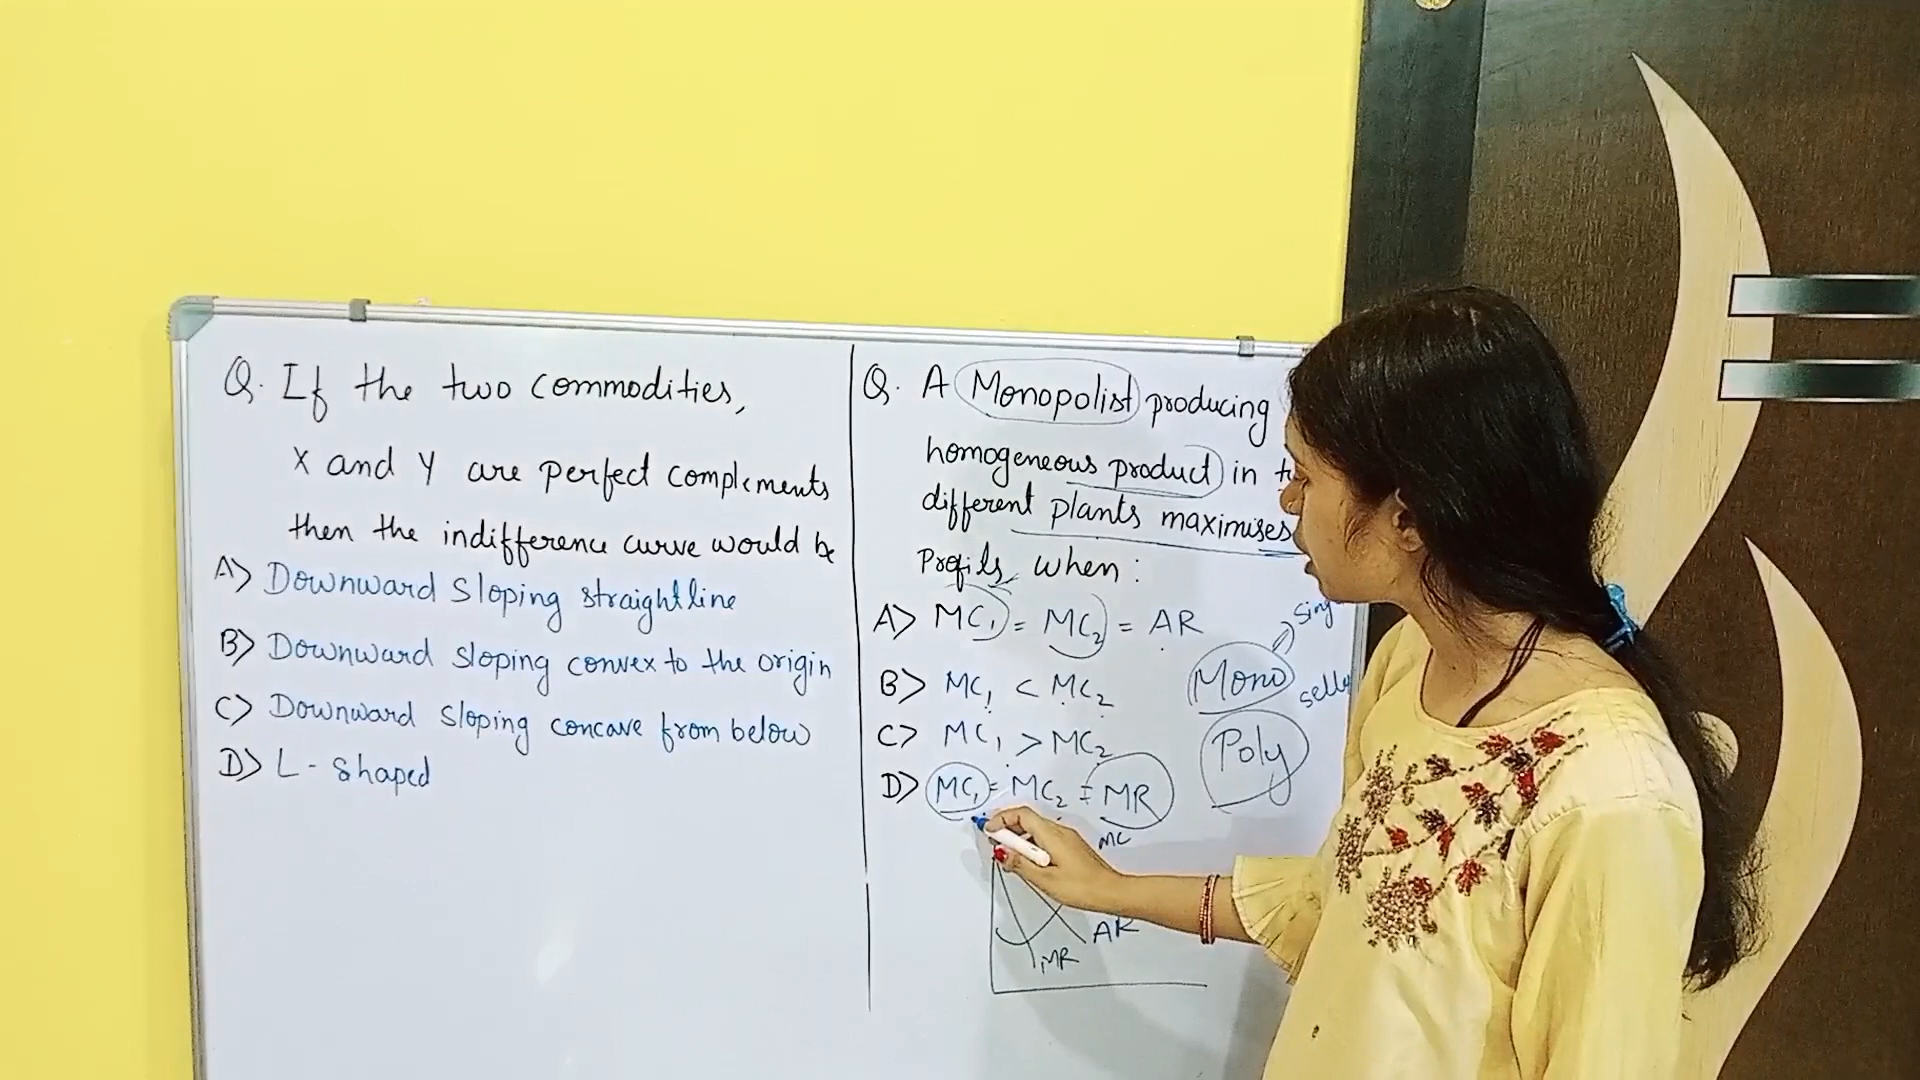 Q. If the two commodities,
X and Y are perfect complements
then the indifference curve would be
A> Downward Sloping straight line
B> Downward sloping convex to the origin
C> Downward sloping concave from below
D> L - shaped
Q. A Monopolist producing
homogeneous product in
different plants maximises
Profits when :
A> MC₁ = MC₂ = AR
B> MC₁ < MC₂
C> MC₁ > MC₂
D> MC₁ = MC₂ = MR
Mono
Poly
MC
AR
MR